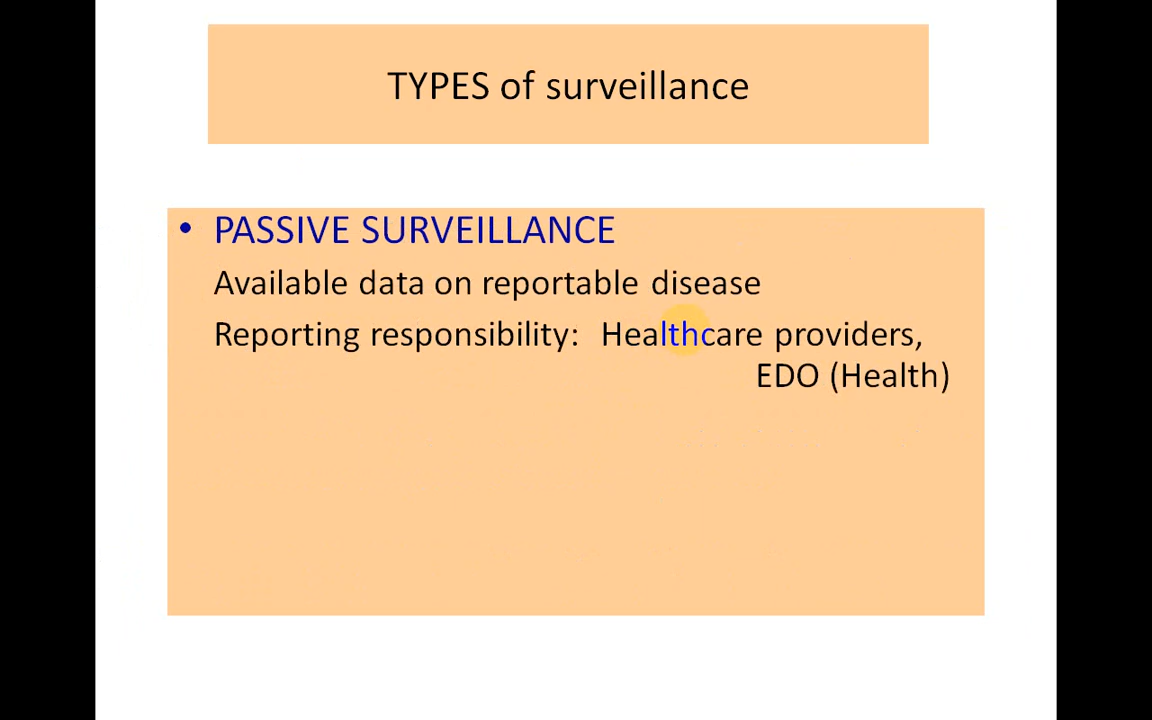 TYPES of surveillance
• PASSIVE SURVEILLANCE
Available data on reportable disease
Reporting responsibility: Healthcare providers,
EDO (Health)